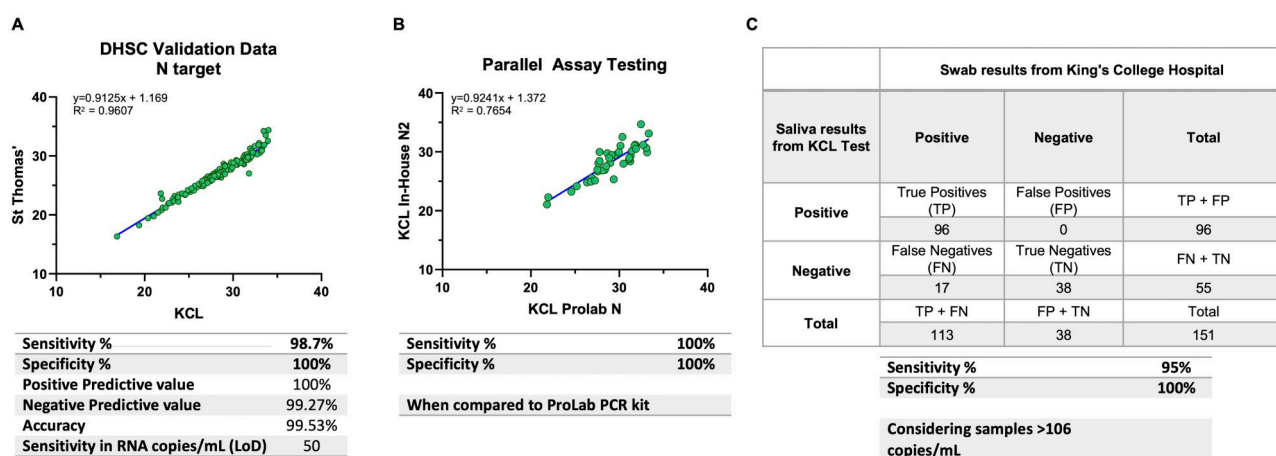 A
DHSC Validation Data
N target
y=0.9125x + 1.169
R² = 0.9607
40
30
20
10
10 20 30 40
St Thomas'
KCL
Sensitivity % 98.7%
Specificity % 100%
Positive Predictive value 100%
Negative Predictive value 99.27%
Accuracy 99.53%
Sensitivity in RNA copies/mL (LoD) 50
B
Parallel Assay Testing
y=0.9241x + 1.372
R² = 0.7654
40
30
20
10
10 20 30 40
KCL In-House N2
KCL Prolab N
Sensitivity % 100%
Specificity % 100%
When compared to ProLab PCR kit
C
Swab results from King's College Hospital
Saliva results
from KCL Test
Positive Negative Total
Positive
True Positives
(TP)
False Positives
(FP)
TP + FP
96 0 96
Negative
False Negatives
(FN)
True Negatives
(TN)
FN + TN
17 38 55
Total
TP + FN FP + TN Total
113 38 151
Sensitivity % 95%
Specificity % 100%
Considering samples >106
copies/mL